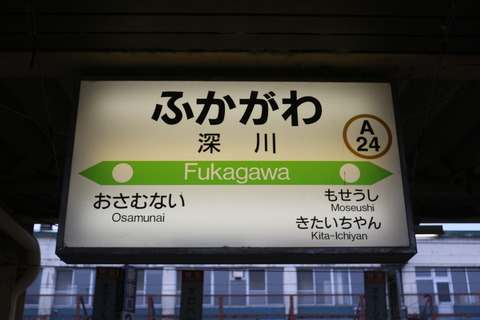 ふかがわ
深川
A
24
Fukagawa
おさむない
Osamunai
もせうし
Moseushi
きたいちゃん
Kita-Ichiyan